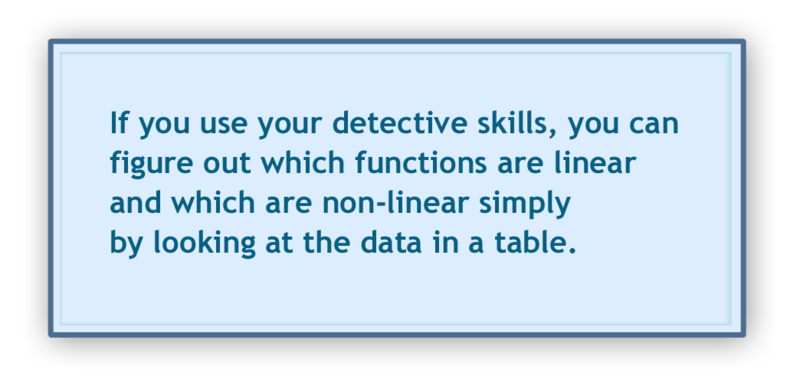 If you use your detective skills, you can
figure out which functions are linear
and which are non-linear simply
by looking at the data in a table.